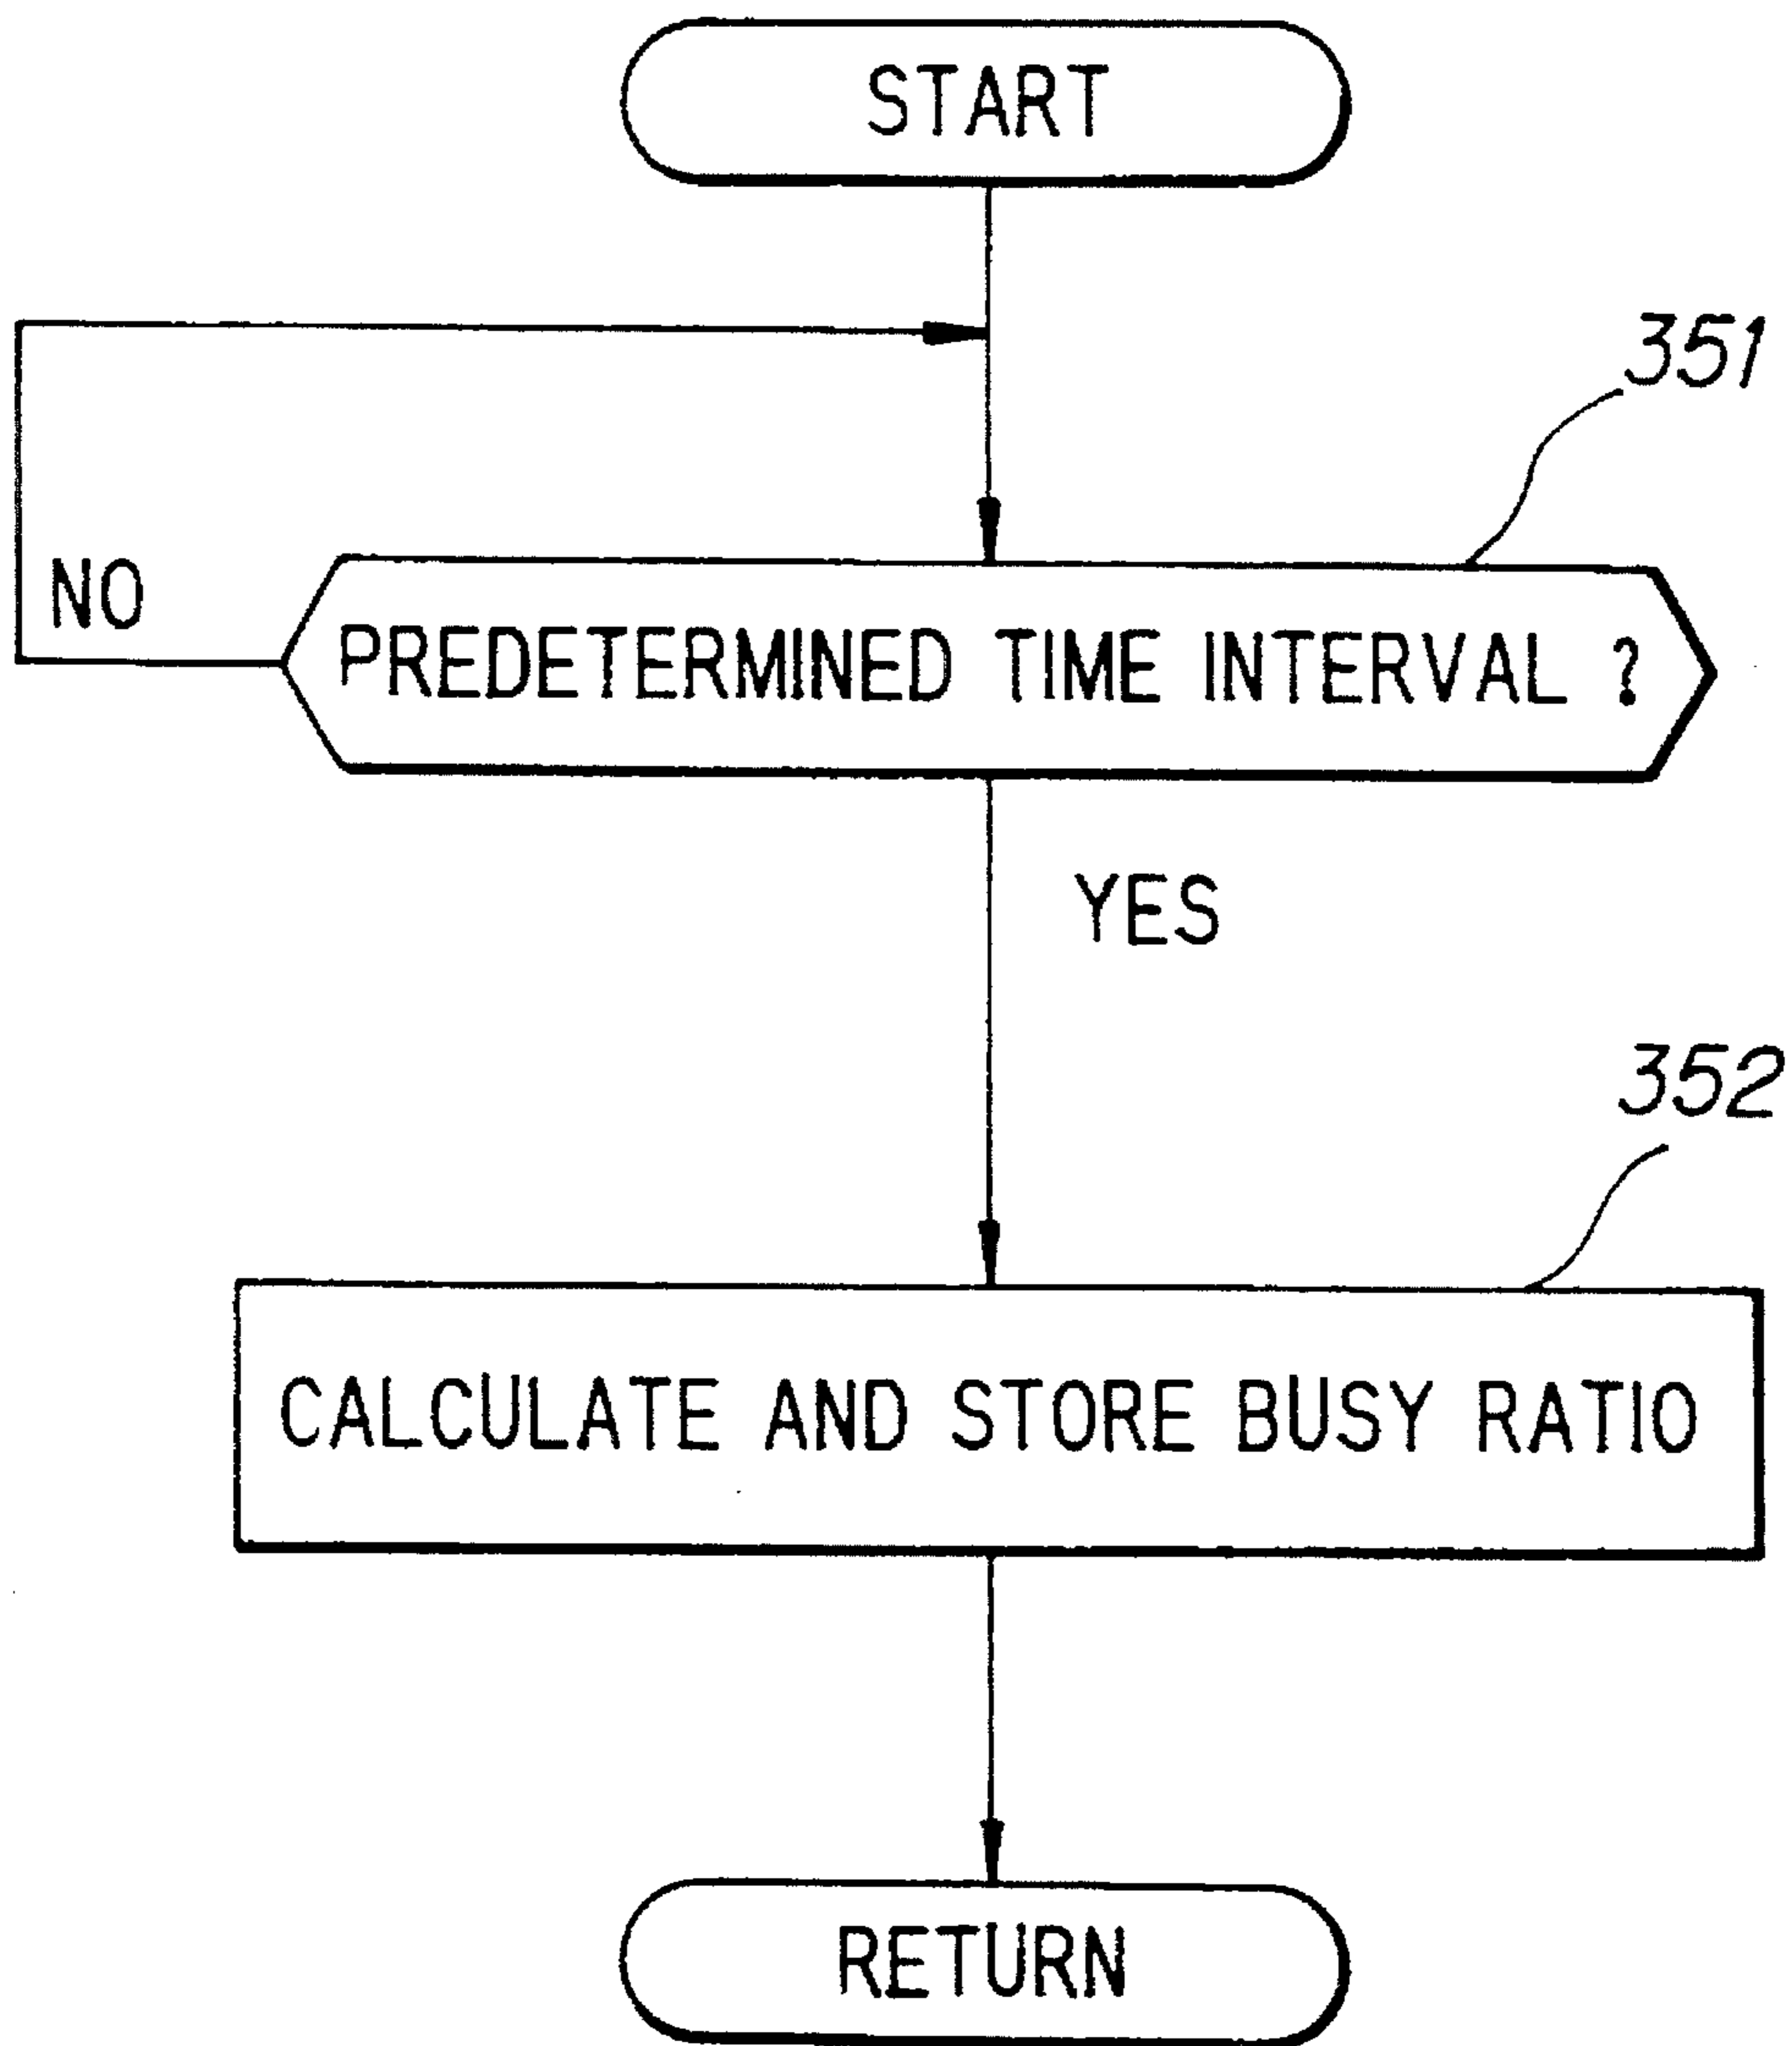 START
351
NO
PREDETERMINED TIME INTERVAL ?
YES
352
CALCULATE AND STORE BUSY RATIO
RETURN